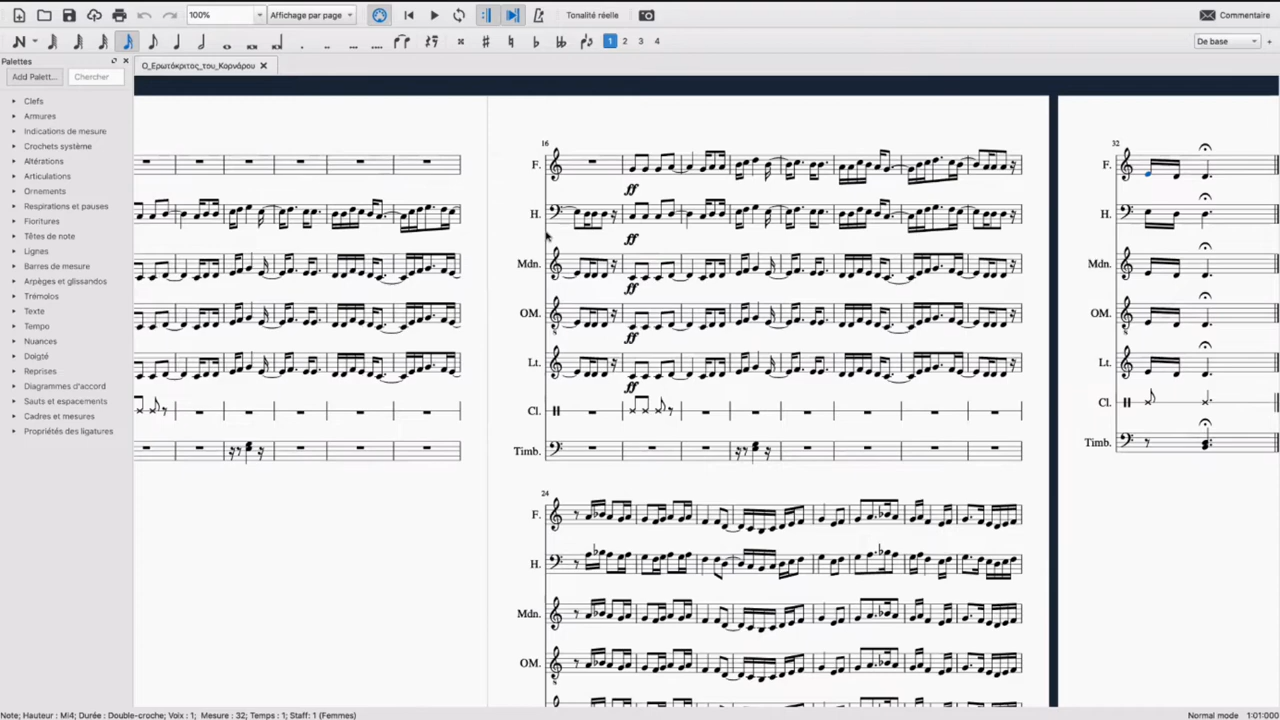 100%
Affichage par page
Tonalité réelle
Commentaire
1 2 3 4
De base
Palettes
Ο_Ερωτόκριτος_του_Κορνάρου
Add Palett...
Chercher
Clefs
Armures
Indications de mesure
Crochets système
Altérations
Articulations
Ornements
Respirations et pauses
Fioritures
Têtes de note
Lignes
Barres de mesure
Arpèges et glissandos
Trémolos
Texte
Tempo
Nuances
Doigté
Reprises
Diagrammes d'accord
Sauts et espacements
Cadres et mesures
Propriétés des ligatures
16
F.
ff
H.
ff
Mdn.
ff
OM.
ff
Lt.
ff
Cl.
Timb.
24
F.
H.
Mdn.
OM.
32
F.
H.
Mdn.
OM.
Lt.
Cl.
Timb.
Note; Hauteur : Mi4; Durée : Double-croche; Voix : 1; Mesure : 32; Temps : 1; Staff: 1 (Femmes)
Normal mode
1:01:000